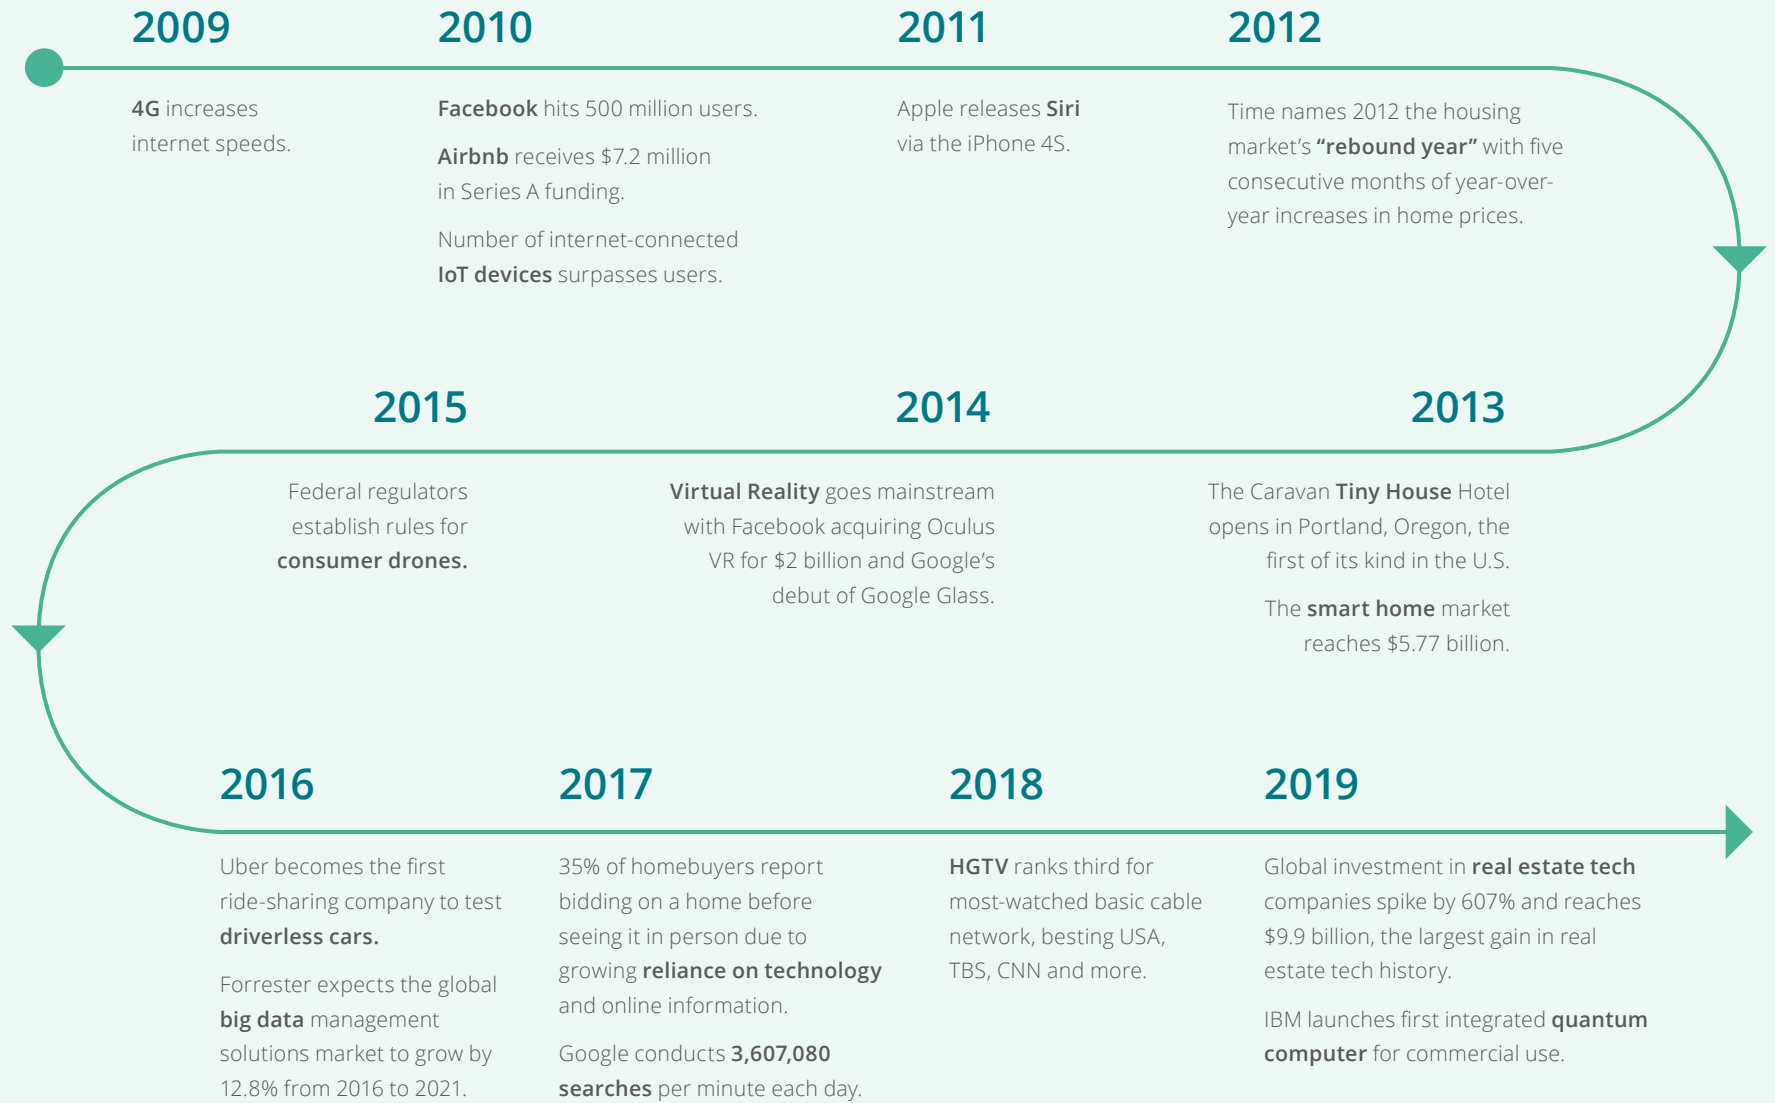 2009
4G increases
internet speeds.
2010
Facebook hits 500 million users.
Airbnb receives $7.2 million
in Series A funding.
Number of internet-connected
IoT devices surpasses users.
2011
Apple releases Siri
via the iPhone 4S.
2012
Time names 2012 the housing
market’s “rebound year” with five
consecutive months of year-over-
year increases in home prices.
2013
The Caravan Tiny House Hotel
opens in Portland, Oregon, the
first of its kind in the U.S.
The smart home market
reaches $5.77 billion.
2014
Virtual Reality goes mainstream
with Facebook acquiring Oculus
VR for $2 billion and Google’s
debut of Google Glass.
2015
Federal regulators
establish rules for
consumer drones.
2016
Uber becomes the first
ride-sharing company to test
driverless cars.
Forrester expects the global
big data management
solutions market to grow by
12.8% from 2016 to 2021.
2017
35% of homebuyers report
bidding on a home before
seeing it in person due to
growing reliance on technology
and online information.
Google conducts 3,607,080
searches per minute each day.
2018
HGTV ranks third for
most-watched basic cable
network, besting USA,
TBS, CNN and more.
2019
Global investment in real estate tech
companies spike by 607% and reaches
$9.9 billion, the largest gain in real
estate tech history.
IBM launches first integrated quantum
computer for commercial use.